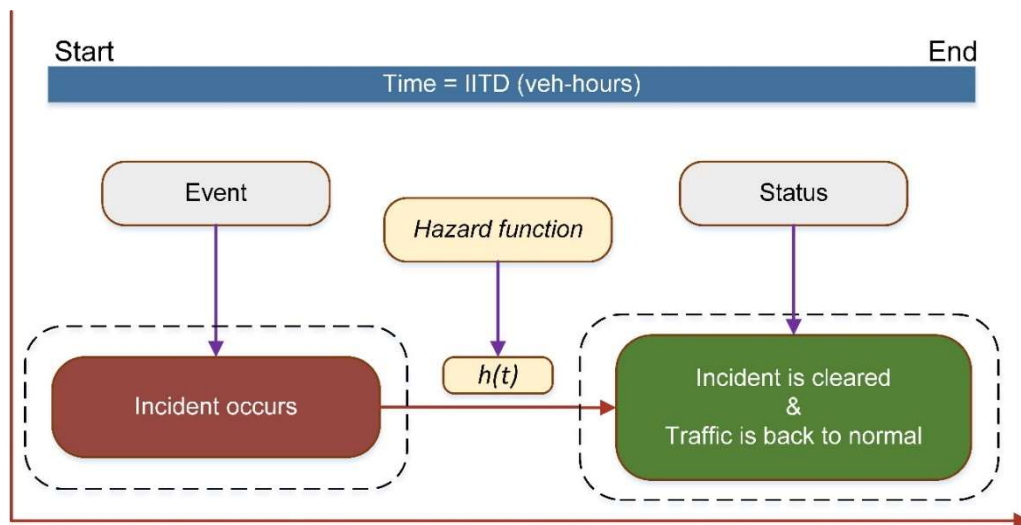 Start
End
Time = IITD (veh-hours)
Event
Status
Hazard function
h(t)
Incident occurs
Incident is cleared
&
Traffic is back to normal